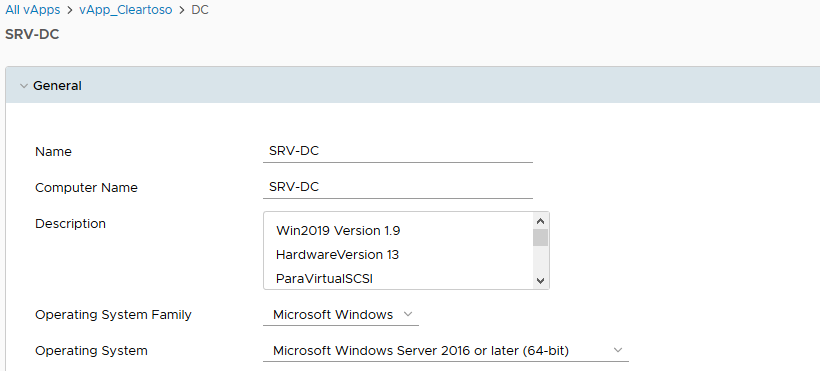 All vApps > vApp_Cleartoso > DC
SRV-DC
General
Name SRV-DC
Computer Name SRV-DC
Description Win2019 Version 1.9
HardwareVersion 13
ParaVirtualSCSI
Operating System Family Microsoft Windows
Operating System Microsoft Windows Server 2016 or later (64-bit)